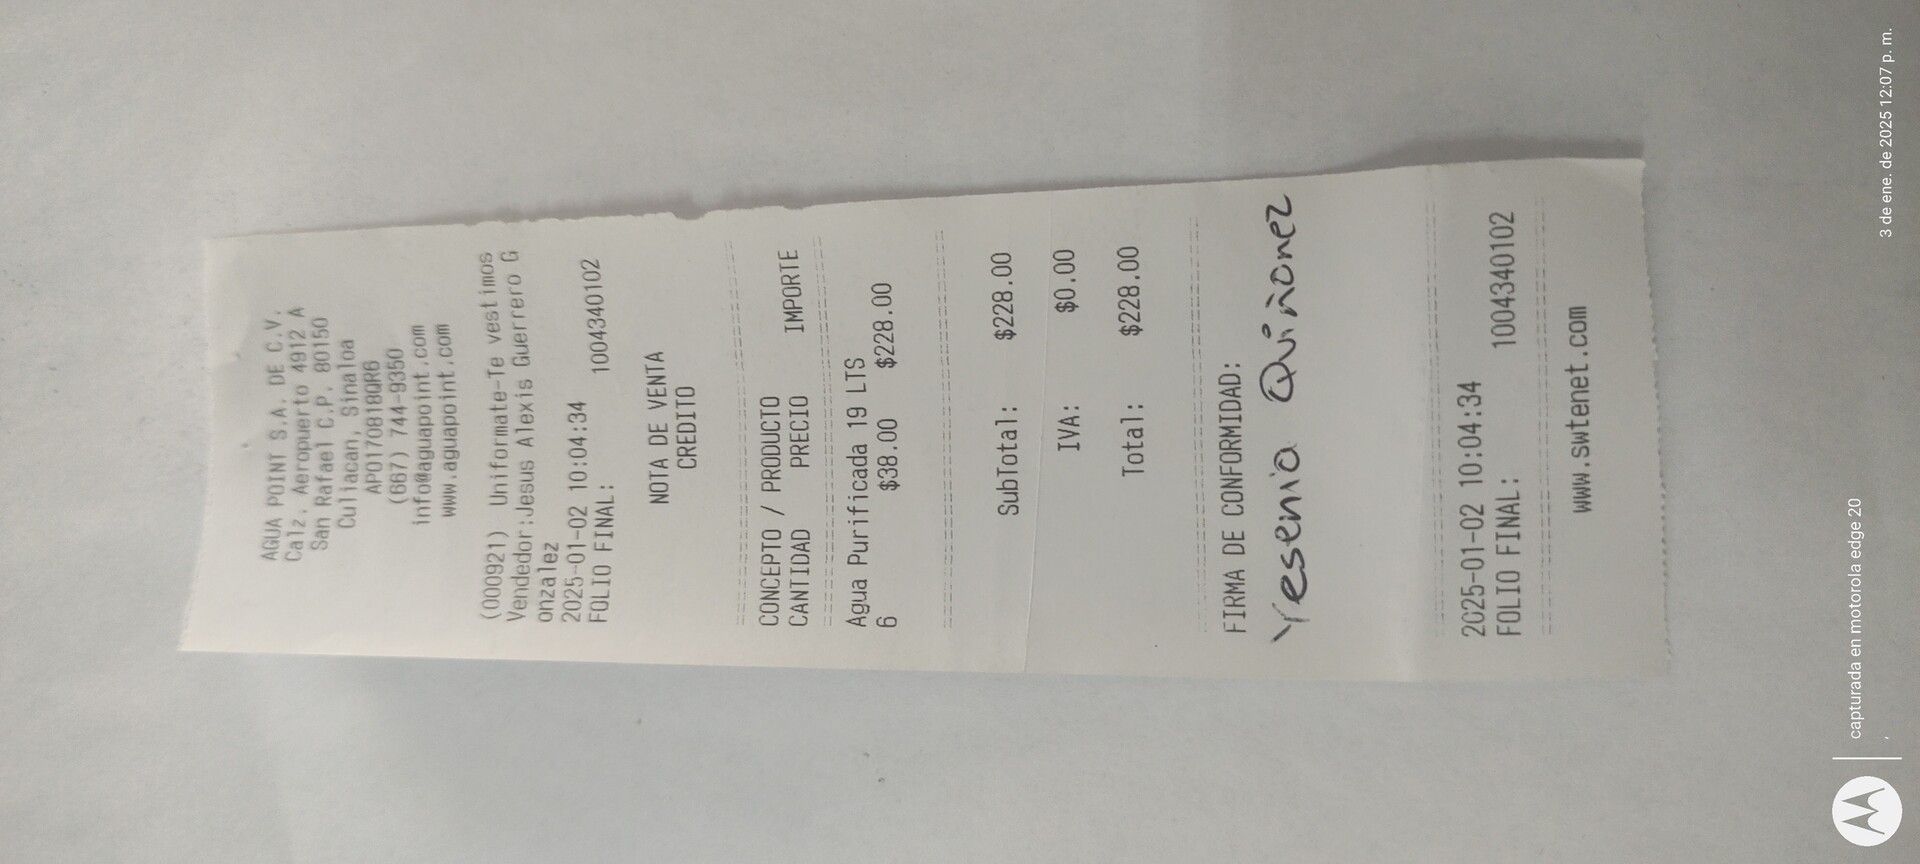 AGUA POINT S.A. DE C.V.
Calz. Aeropuerto 4912 A
San Rafael C.P. 80150
Culiacan, Sinaloa
APO170818QR6
(667) 744-9350
info@aguapoint.com
www.aguapoint.com
(000921) Uniformate-Te vestimos
Vendedor:Jesus Alexis Guerrero G
onzalez
2025-01-02 10:04:34
FOLIO FINAL: 1004340102
NOTA DE VENTA
CREDITO
CONCEPTO / PRODUCTO
CANTIDAD PRECIO IMPORTE
Agua Purificada 19 LTS
6 $38.00 $228.00
SubTotal: $228.00
IVA: $0.00
Total: $228.00
FIRMA DE CONFORMIDAD:
Yesenia Quiñonez
2025-01-02 10:04:34
FOLIO FINAL: 1004340102
www.swtenet.com
capturada en motorola edge 20
3 de ene. de 2025 12:07 p. m.